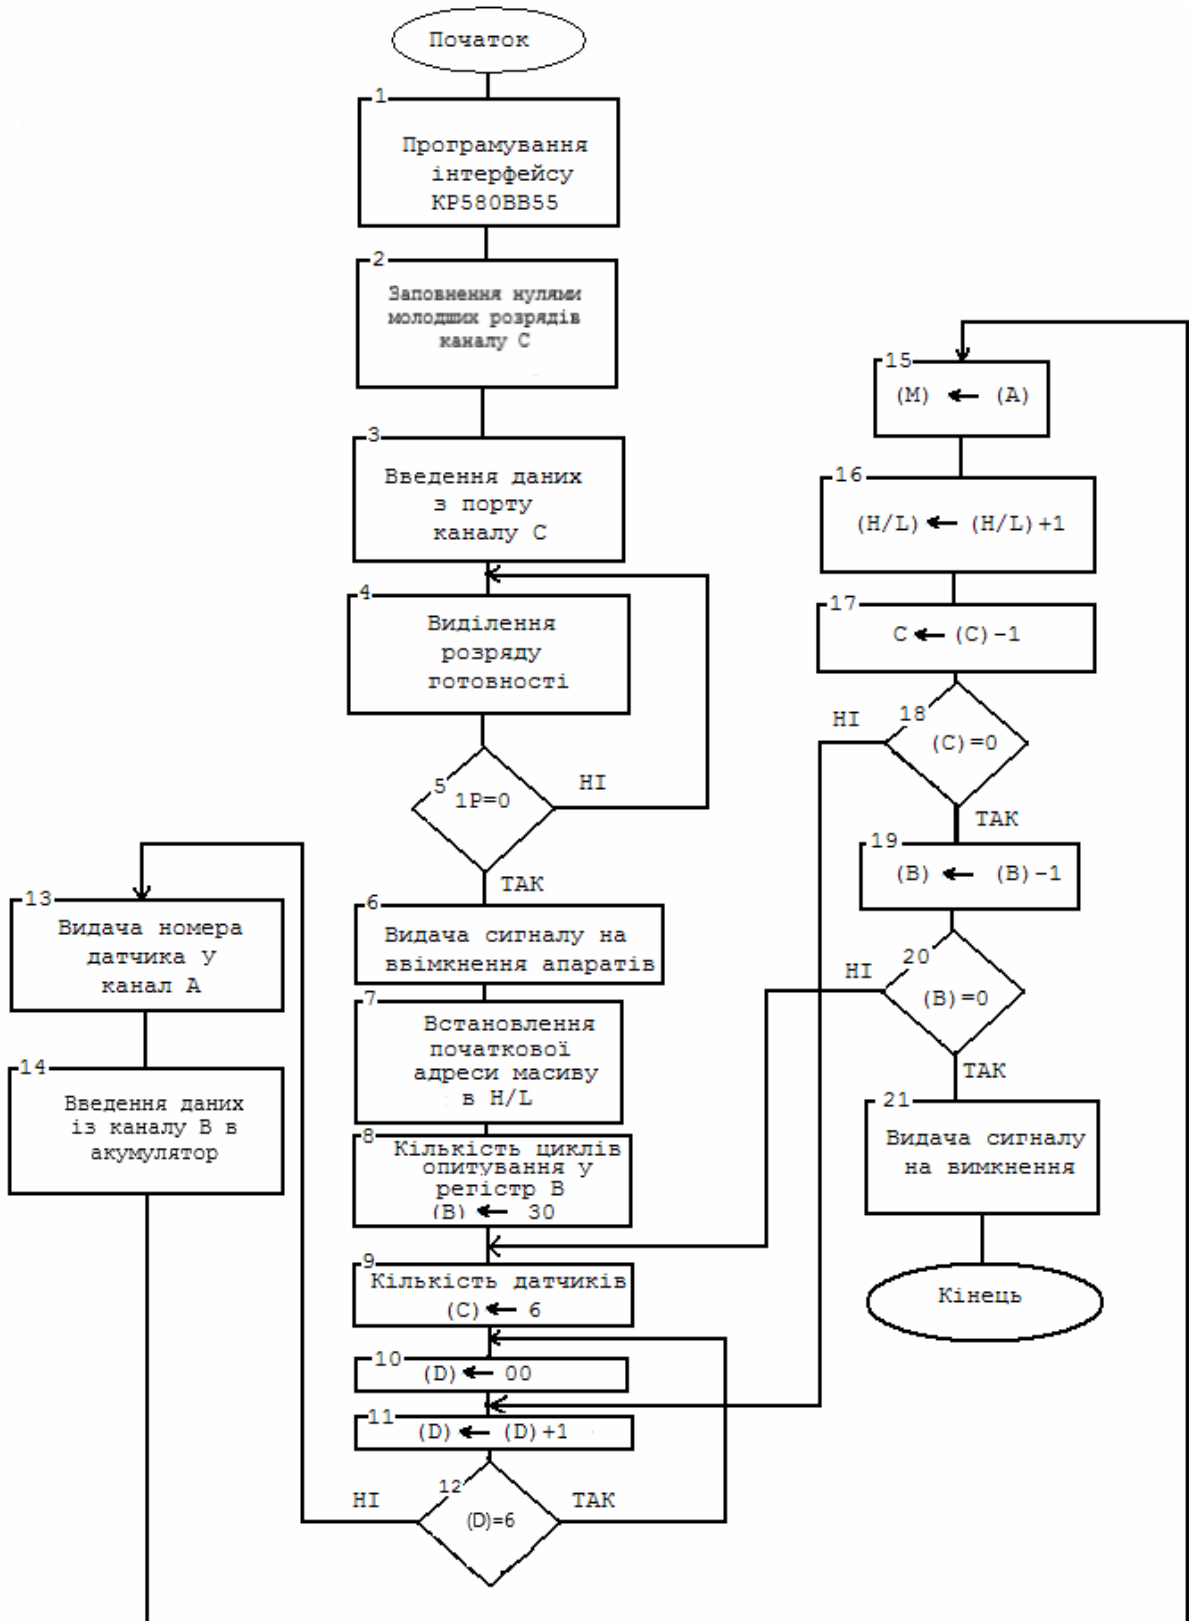 Початок
1
Програмування
інтерфейсу
КР580ВВ55
2
Заповнення нулями
молодших розрядів
каналу С
3
Введення даних
з порту
каналу С
4
Виділення
розряду
готовності
5
1Р=0
НІ
ТАК
6
Видача сигналу на
ввімкнення апаратів
7
Встановлення
початкової
адреси масиву
в H/L
8
Кількість циклів
опитування у
регістр В
(В) ← 30
9
Кількість датчиків
(С) ← 6
10
(D) ← 00
11
(D) ← (D)+1
12
(D)=6
НІ
ТАК
13
Видача номера
датчика у
канал А
14
Введення даних
із каналу В в
акумулятор
15
(М) ← (А)
16
(H/L) ← (H/L)+1
17
С ← (С)-1
18
(С)=0
НІ
ТАК
19
(В) ← (В)-1
20
(В)=0
НІ
ТАК
21
Видача сигналу
на вимкнення
Кінець